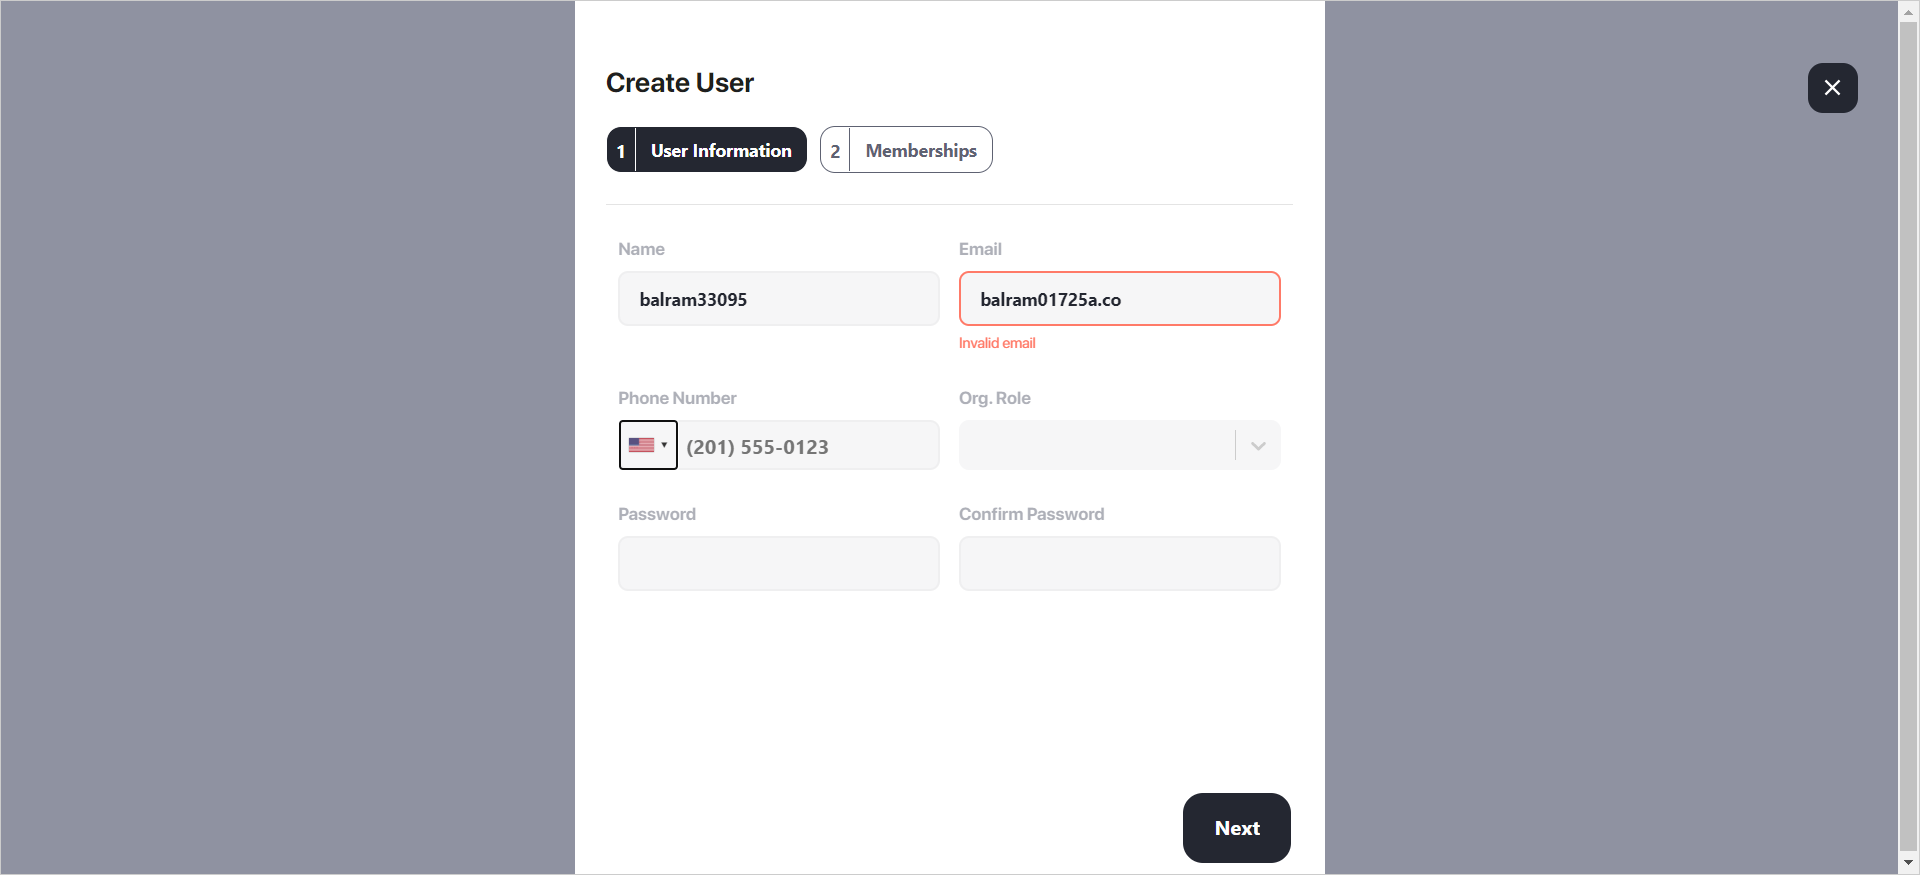 Create User
1 User Information 2 Memberships
Name Email
balram33095 balram01725a.co
Invalid email
Phone Number Org. Role
(201) 555-0123
Password Confirm Password
Next